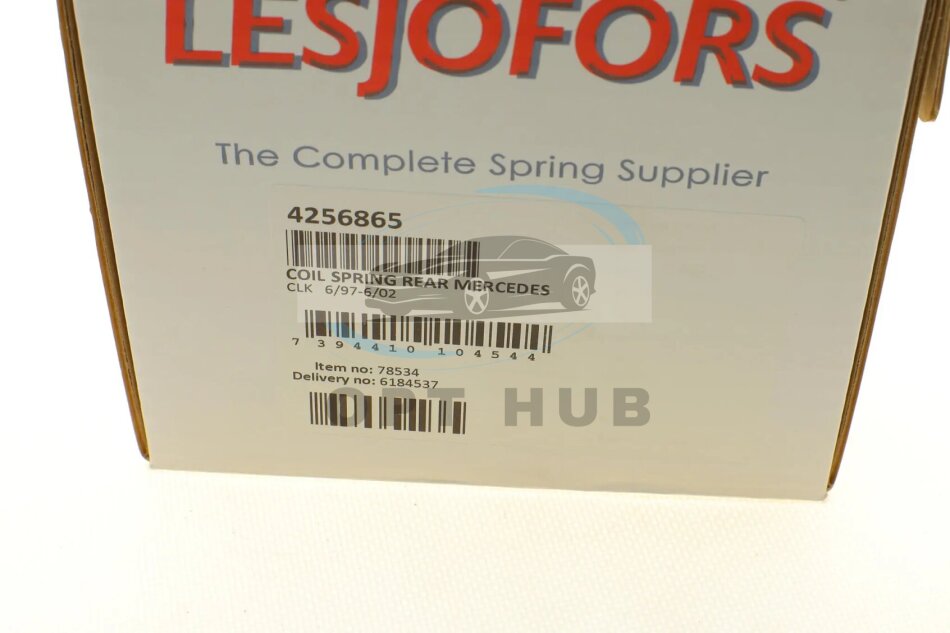 LESJÖFORS
The Complete Spring Supplier
4256865
COIL SPRING REAR MERCEDES
CLK 6/97-6/02
7 394410 104544
Item no: 78534
Delivery no: 6184537
OPT HUB